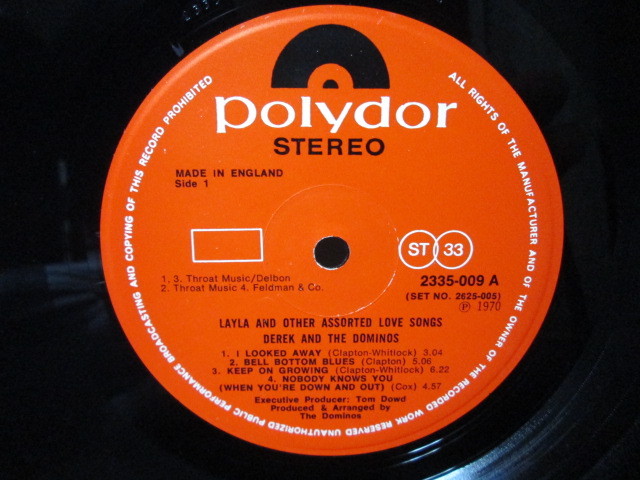 polydor
STEREO
MADE IN ENGLAND
Side 1
ST 33
1. 3. Throat Music/Delbon
2. Throat Music 4. Feldman & Co.
2335-009 A
(SET NO. 2625-005)
Ⓟ 1970
LAYLA AND OTHER ASSORTED LOVE SONGS
DEREK AND THE DOMINOS
1. I LOOKED AWAY (Clapton-Whitlock) 3.04
2. BELL BOTTOM BLUES (Clapton) 5.06
3. KEEP ON GROWING (Clapton-Whitlock) 6.22
4. NOBODY KNOWS YOU
(WHEN YOU'RE DOWN AND OUT) (Cox) 4.57
Executive Producer: Tom Dowd
Produced & Arranged by
The Dominos
ALL RIGHTS OF THE MANUFACTURER AND OF THE OWNER OF THE RECORDED WORK RESERVED UNAUTHORIZED PUBLIC PERFORMANCE BROADCASTING AND COPYING OF THIS RECORD PROHIBITED